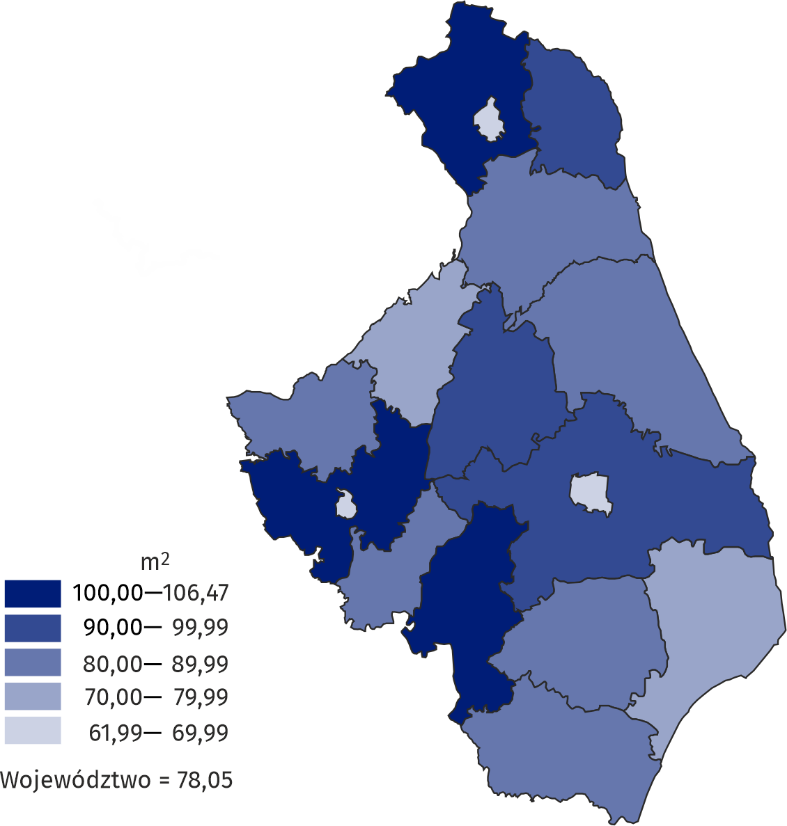 m²
100,00—106,47
90,00— 99,99
80,00— 89,99
70,00— 79,99
61,99— 69,99
Województwo = 78,05